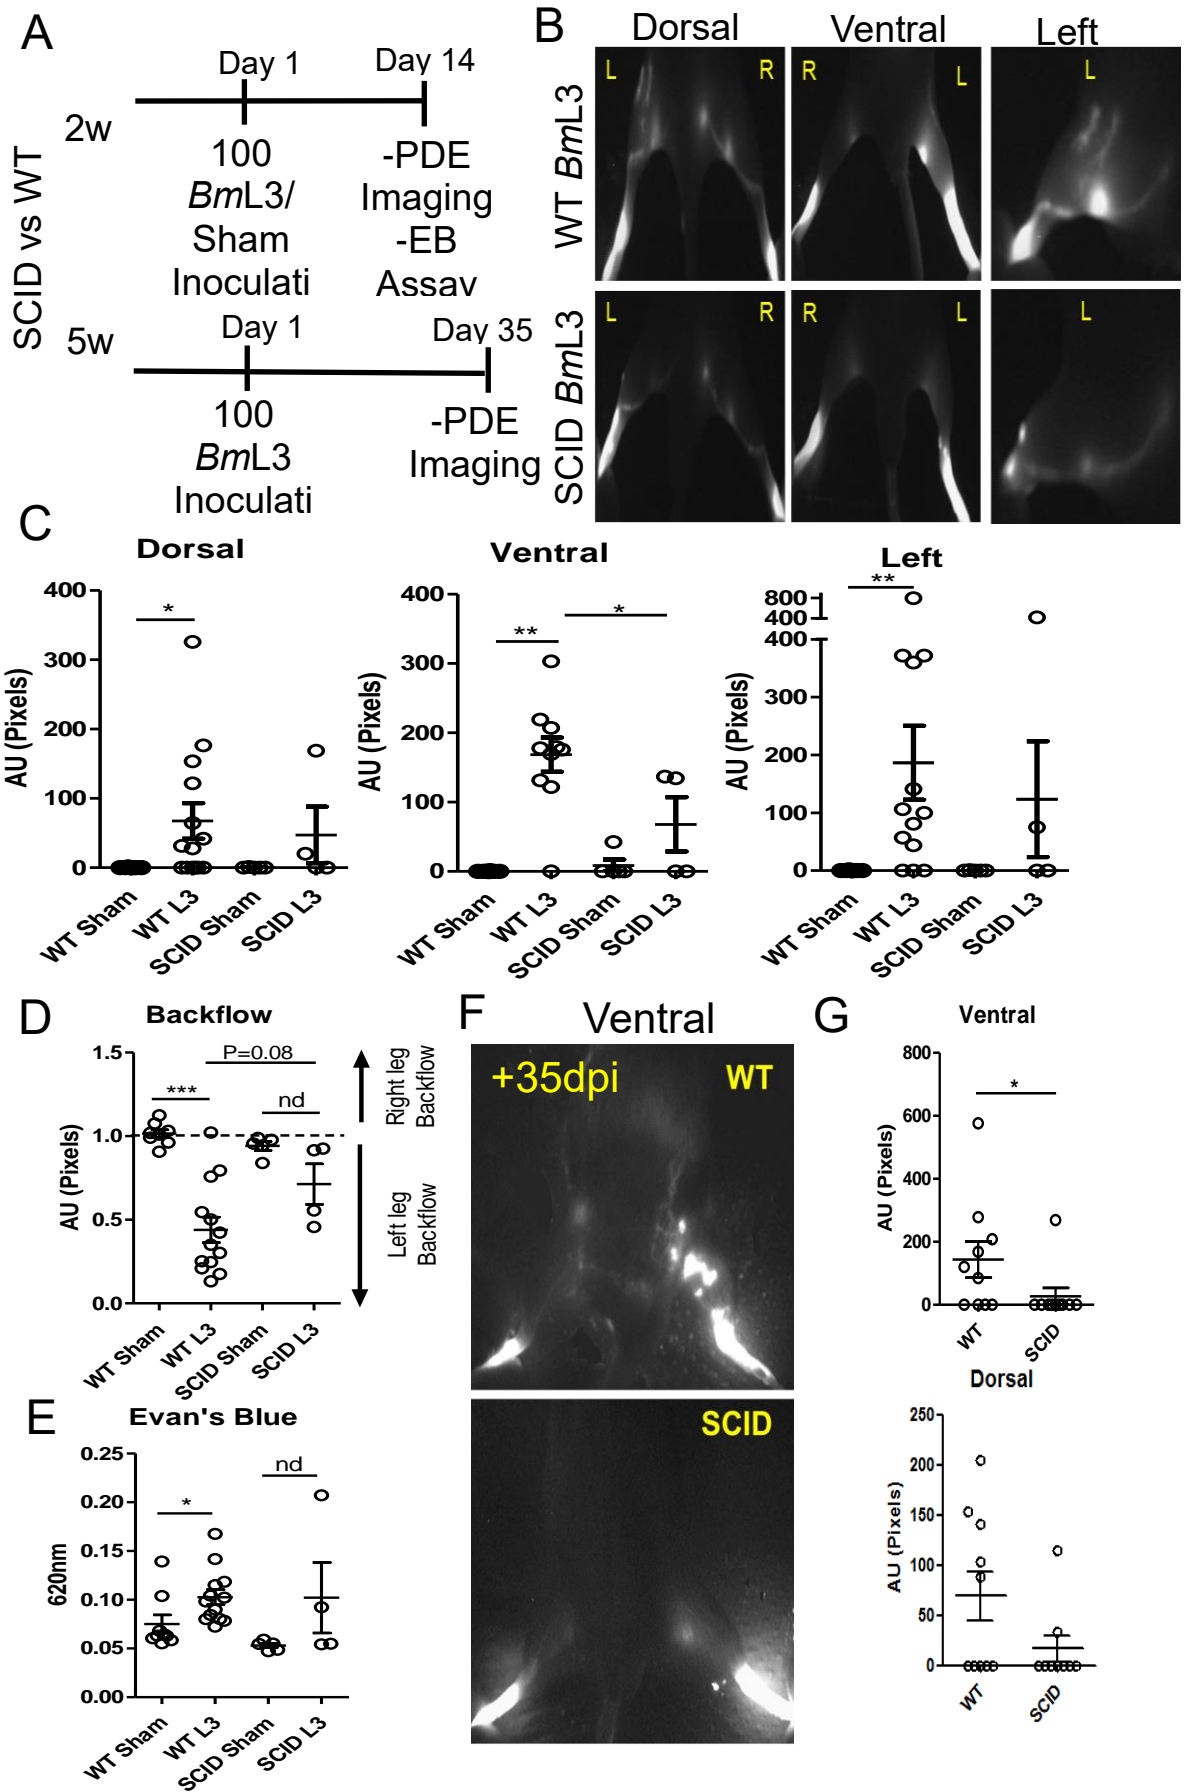 A
SCID vs WT
2w
Day 1
Day 14
100
BmL3/
Sham
Inoculati
-PDE
Imaging
-EB
Assay
5w
Day 1
Day 35
100
BmL3
Inoculati
-PDE
Imaging
B
Dorsal
Ventral
Left
WT BmL3
L
R
R
L
L
SCID BmL3
L
R
R
L
L
C
Dorsal
AU (Pixels)
400
300
200
100
0
*
WT Sham
WT L3
SCID Sham
SCID L3
Ventral
AU (Pixels)
400
300
200
100
0
**
*
WT Sham
WT L3
SCID Sham
SCID L3
Left
AU (Pixels)
800
400
400
300
200
100
0
**
WT Sham
WT L3
SCID Sham
SCID L3
D
Backflow
AU (Pixels)
1.5
1.0
0.5
0.0
***
P=0.08
nd
WT Sham
WT L3
SCID Sham
SCID L3
Right leg
Backflow
Left leg
Backflow
E
Evan's Blue
620nm
0.25
0.20
0.15
0.10
0.05
0.00
*
nd
WT Sham
WT L3
SCID Sham
SCID L3
F
Ventral
+35dpi
WT
SCID
G
Ventral
AU (Pixels)
800
600
400
200
0
*
WT
SCID
Dorsal
AU (Pixels)
250
200
150
100
50
0
WT
SCID